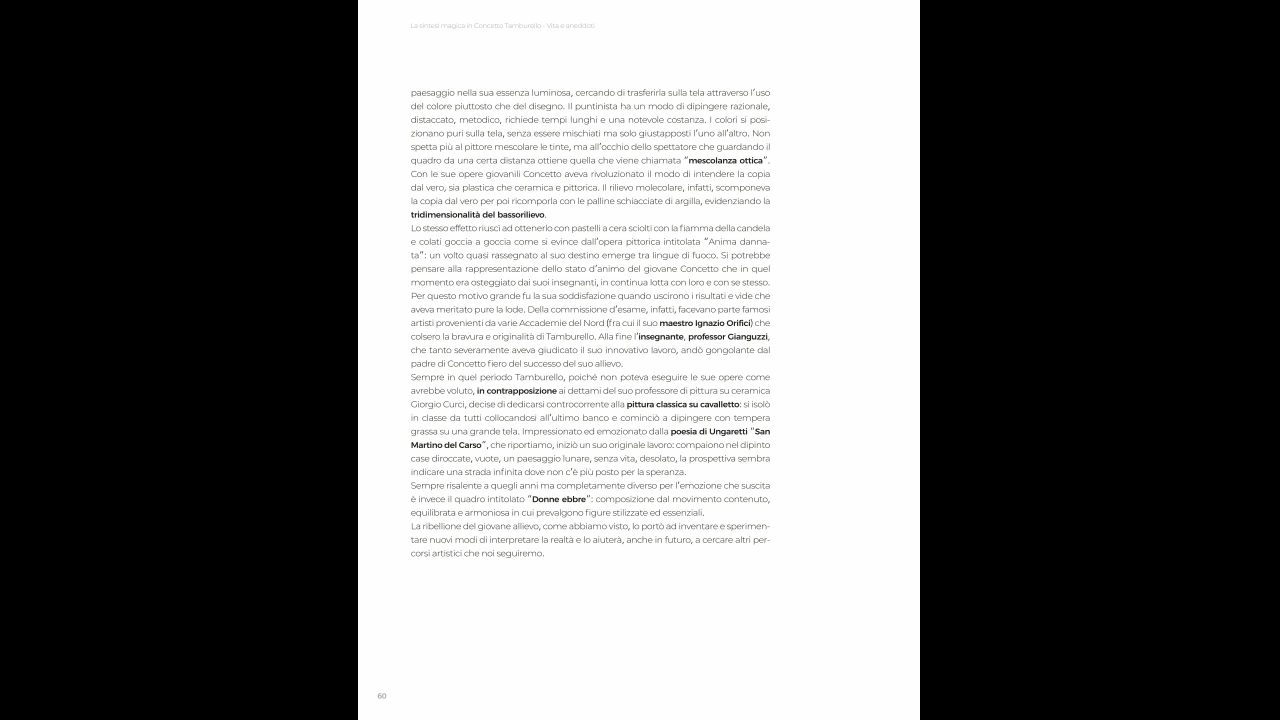 La sintesi magica in Concetto Tamburello - Vita e aneddoti
paesaggio nella sua essenza luminosa, cercando di trasferirla sulla tela attraverso l'uso
del colore piuttosto che del disegno. Il puntinista ha un modo di dipingere razionale,
distaccato, metodico, richiede tempi lunghi e una notevole costanza. I colori si posi-
zionano puri sulla tela, senza essere mischiati ma solo giustapposti l'uno all'altro. Non
spetta più al pittore mescolare le tinte, ma all'occhio dello spettatore che guardando il
quadro da una certa distanza ottiene quella che viene chiamata "mescolanza ottica".
Con le sue opere giovanili Concetto aveva rivoluzionato il modo di intendere la copia
dal vero, sia plastica che ceramica e pittorica. Il rilievo molecolare, infatti, scomponeva
la copia dal vero per poi ricomporla con le palline schiacciate di argilla, evidenziando la
tridimensionalità del bassorilievo.
Lo stesso effetto riuscì ad ottenerlo con pastelli a cera sciolti con la fiamma della candela
e colati goccia a goccia come si evince dall'opera pittorica intitolata "Anima danna-
ta": un volto quasi rassegnato al suo destino emerge tra lingue di fuoco. Si potrebbe
pensare alla rappresentazione dello stato d'animo del giovane Concetto che in quel
momento era osteggiato dai suoi insegnanti, in continua lotta con loro e con se stesso.
Per questo motivo grande fu la sua soddisfazione quando uscirono i risultati e vide che
aveva meritato pure la lode. Della commissione d'esame, infatti, facevano parte famosi
artisti provenienti da varie Accademie del Nord (fra cui il suo maestro Ignazio Orifici) che
colsero la bravura e originalità di Tamburello. Alla fine l'insegnante, professor Gianguzzi,
che tanto severamente aveva giudicato il suo innovativo lavoro, andò gongolante dal
padre di Concetto fiero del successo del suo allievo.
Sempre in quel periodo Tamburello, poiché non poteva eseguire le sue opere come
avrebbe voluto, in contrapposizione ai dettami del suo professore di pittura su ceramica
Giorgio Curci, decise di dedicarsi controcorrente alla pittura classica su cavalletto: si isolò
in classe da tutti collocandosi all'ultimo banco e cominciò a dipingere con tempera
grassa su una grande tela. Impressionato ed emozionato dalla poesia di Ungaretti "San
Martino del Carso", che riportiamo, iniziò un suo originale lavoro: compaiono nel dipinto
case diroccate, vuote, un paesaggio lunare, senza vita, desolato, la prospettiva sembra
indicare una strada infinita dove non c'è più posto per la speranza.
Sempre risalente a quegli anni ma completamente diverso per l'emozione che suscita
è invece il quadro intitolato "Donne ebbre": composizione dal movimento contenuto,
equilibrata e armoniosa in cui prevalgono figure stilizzate ed essenziali.
La ribellione del giovane allievo, come abbiamo visto, lo portò ad inventare e sperimen-
tare nuovi modi di interpretare la realtà e lo aiuterà, anche in futuro, a cercare altri per-
corsi artistici che noi seguiremo.
60